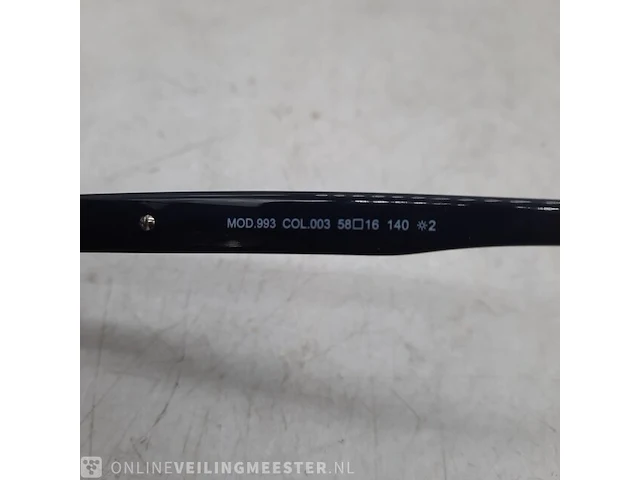 MOD.993 COL.003 58□16 140 ☼2
ONLINEVEILINGMEESTER.NL